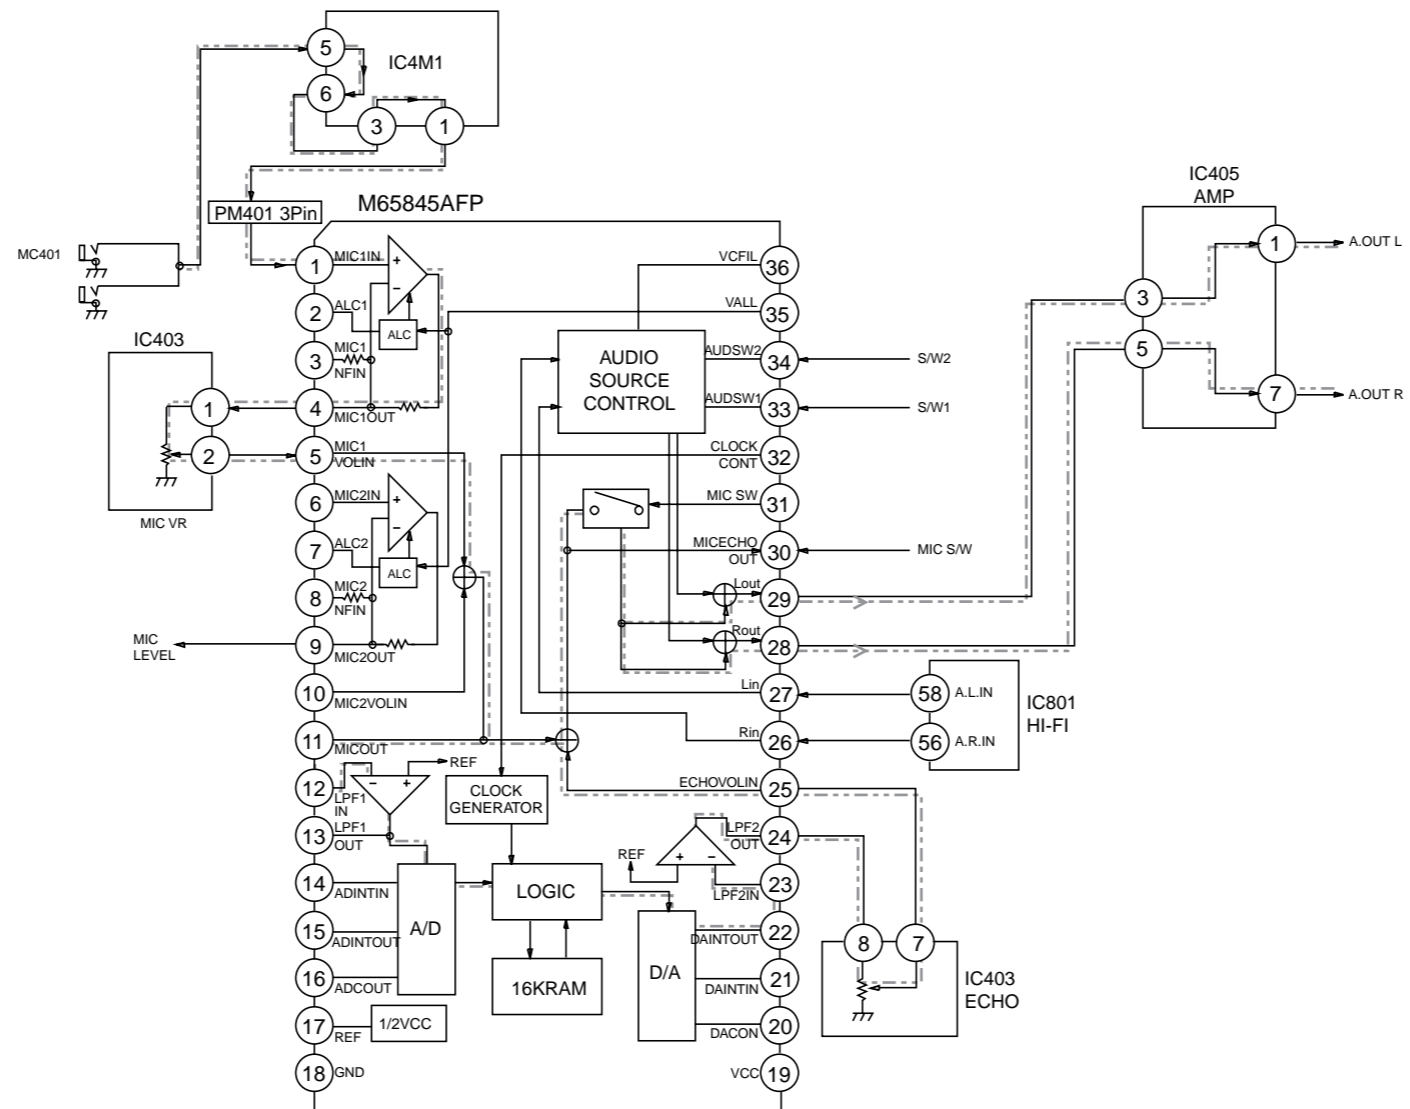 5
IC4M1
6
3
1
PM401 3Pin
M65845AFP
MC401
IC405
AMP
1
A.OUT L
3
5
7
A.OUT R
IC403
1
2
MIC VR
1
MIC1IN
+
−
2
ALC1
ALC
3
MIC1
NFIN
4
MIC1OUT
5
MIC1
VOLIN
6
MIC2IN
+
−
7
ALC2
ALC
8
MIC2
NFIN
MIC
LEVEL
9
MIC2OUT
10
MIC2VOLIN
11
MICOUT
12
LPF1
IN
−
+
REF
13
LPF1
OUT
14
ADINTIN
15
ADINTOUT
16
ADCOUT
A/D
17
REF
1/2VCC
18
GND
AUDIO
SOURCE
CONTROL
CLOCK
GENERATOR
LOGIC
16KRAM
D/A
REF
+
−
VCFIL
36
VALL
35
AUDSW2
34
S/W2
AUDSW1
33
S/W1
CLOCK
CONT
32
MIC SW
31
MICECHO
OUT
30
MIC S/W
Lout
29
Rout
28
Lin
27
58
A.L.IN
IC801
HI-FI
Rin
26
56
A.R.IN
ECHOVOLIN
25
LPF2
OUT
24
23
LPF2IN
22
DAINTOUT
21
DAINTIN
20
DACON
VCC
19
8
7
IC403
ECHO